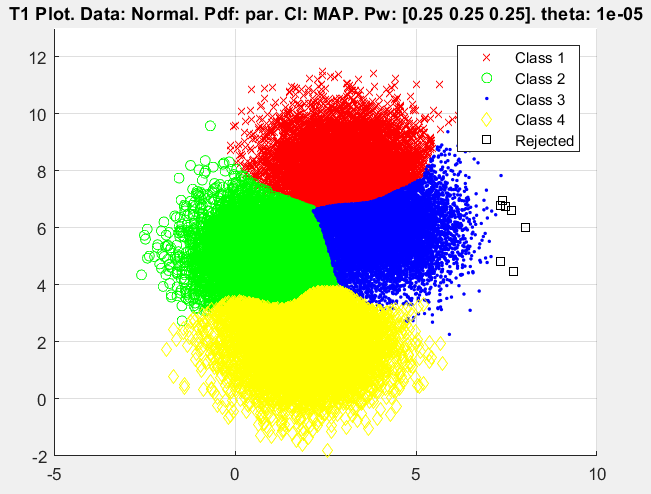 T1 Plot. Data: Normal. Pdf: par. Cl: MAP. Pw: [0.25 0.25 0.25]. theta: 1e-05
12
10
8
6
4
2
0
-2
-5
0
5
10
Class 1
Class 2
Class 3
Class 4
Rejected